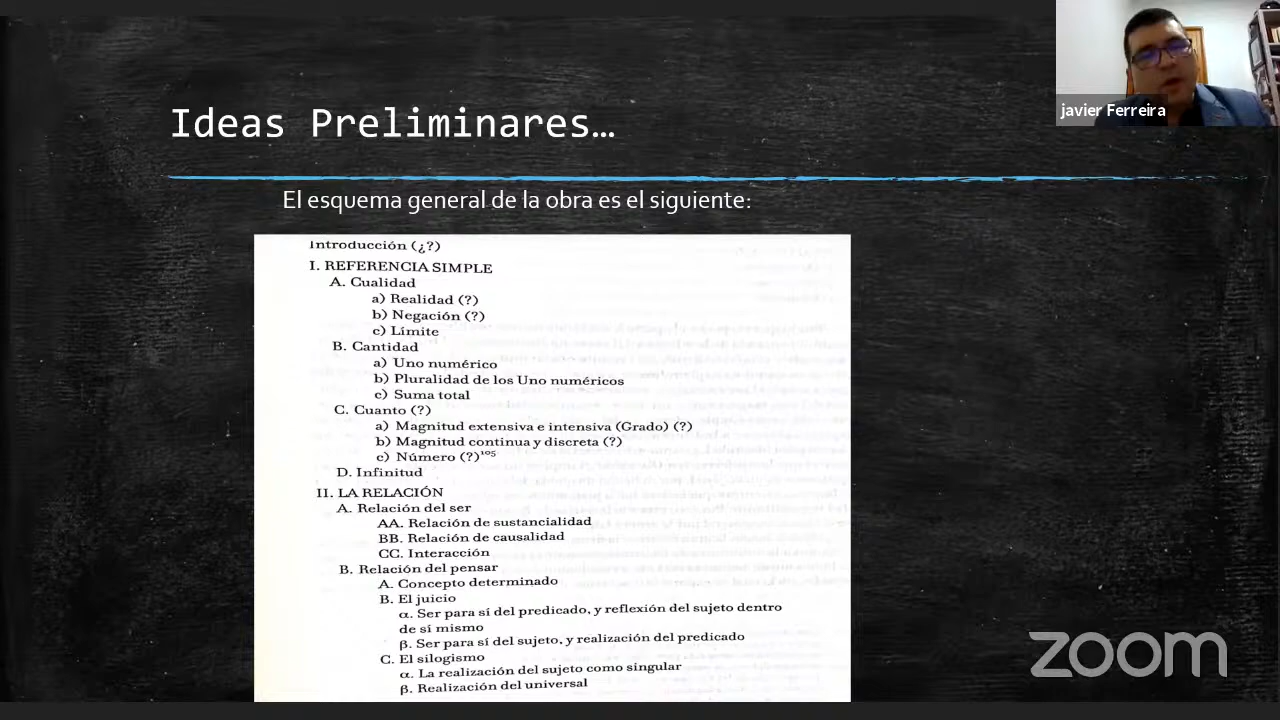 Ideas Preliminares…
javier Ferreira
El esquema general de la obra es el siguiente:
Introducción (¿?)
I. REFERENCIA SIMPLE
A. Cualidad
a) Realidad (?)
b) Negación (?)
c) Límite
B. Cantidad
a) Uno numérico
b) Pluralidad de los Uno numéricos
c) Suma total
C. Cuanto (?)
a) Magnitud extensiva e intensiva (Grado) (?)
b) Magnitud continua y discreta (?)
c) Número (?)¹⁰⁵
D. Infinitud
II. LA RELACIÓN
A. Relación del ser
AA. Relación de sustancialidad
BB. Relación de causalidad
CC. Interacción
B. Relación del pensar
A. Concepto determinado
B. El juicio
α. Ser para sí del predicado, y reflexión del sujeto dentro
de sí mismo
β. Ser para sí del sujeto, y realización del predicado
C. El silogismo
α. La realización del sujeto como singular
β. Realización del universal
zoom